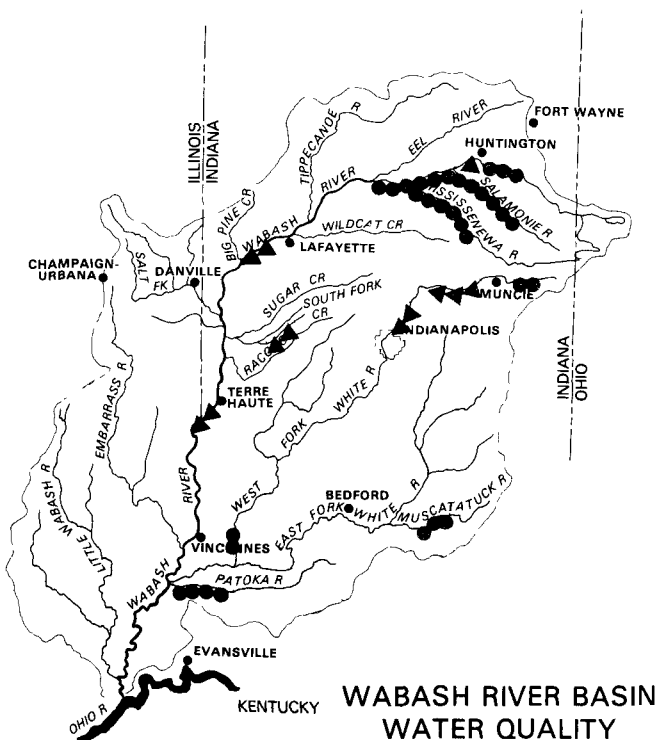 ILLINOIS
INDIANA
TIPPECANOE R
EEL RIVER
FORT WAYNE
HUNTINGTON
BIG PINE CR
WABASH RIVER
SALAMONIE R
MISSISSENEWA R
WILDCAT CR
LAFAYETTE
CHAMPAIGN-
URBANA
SALT
FK
DANVILLE
SUGAR CR
SOUTH FORK
CR
MUNCIE
INDIANAPOLIS
INDIANA
OHIO
EMBARRASS R
TERRE
HAUTE
WEST FORK WHITE R
LITTLE WABASH R
WABASH RIVER
BEDFORD
EAST FORK WHITE R
MUSCATATUCK R
VINCENNES
PATOKA R
EVANSVILLE
OHIO R
KENTUCKY
WABASH RIVER BASIN
WATER QUALITY